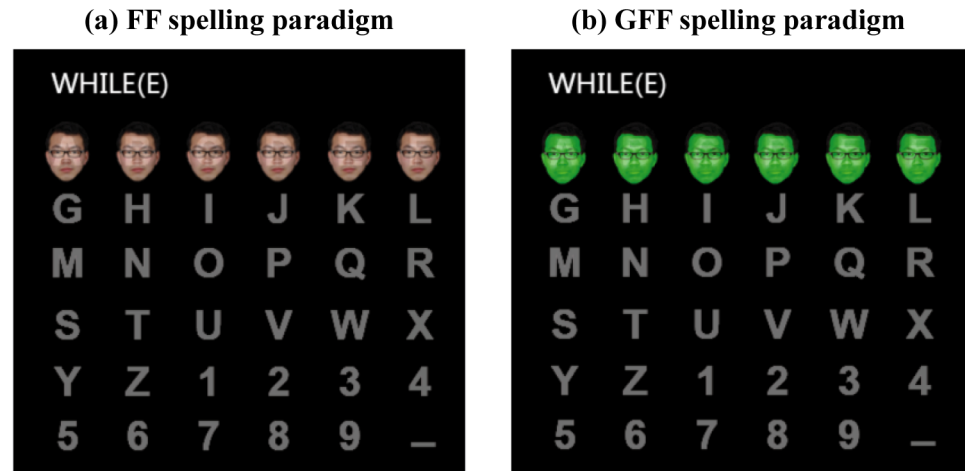 (a) FF spelling paradigm
WHILE(E)
G H I J K L
M N O P Q R
S T U V W X
Y Z 1 2 3 4
5 6 7 8 9 _
(b) GFF spelling paradigm
WHILE(E)
G H I J K L
M N O P Q R
S T U V W X
Y Z 1 2 3 4
5 6 7 8 9 _